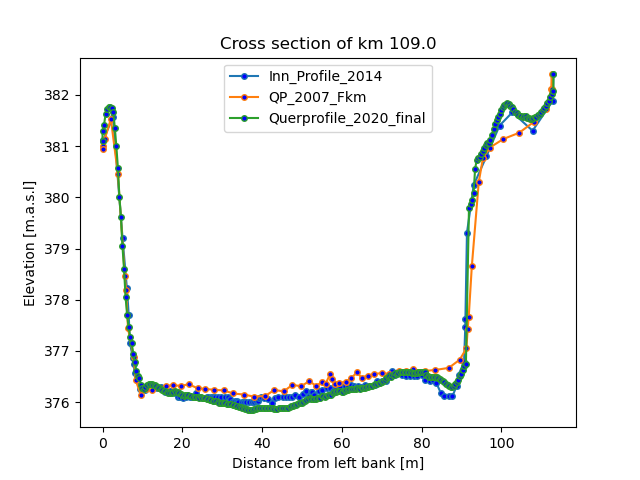 Cross section of km 109.0
Inn_Profile_2014
QP_2007_Fkm
Querprofile_2020_final
Elevation [m.a.s.l]
382
381
380
379
378
377
376
0 20 40 60 80 100
Distance from left bank [m]